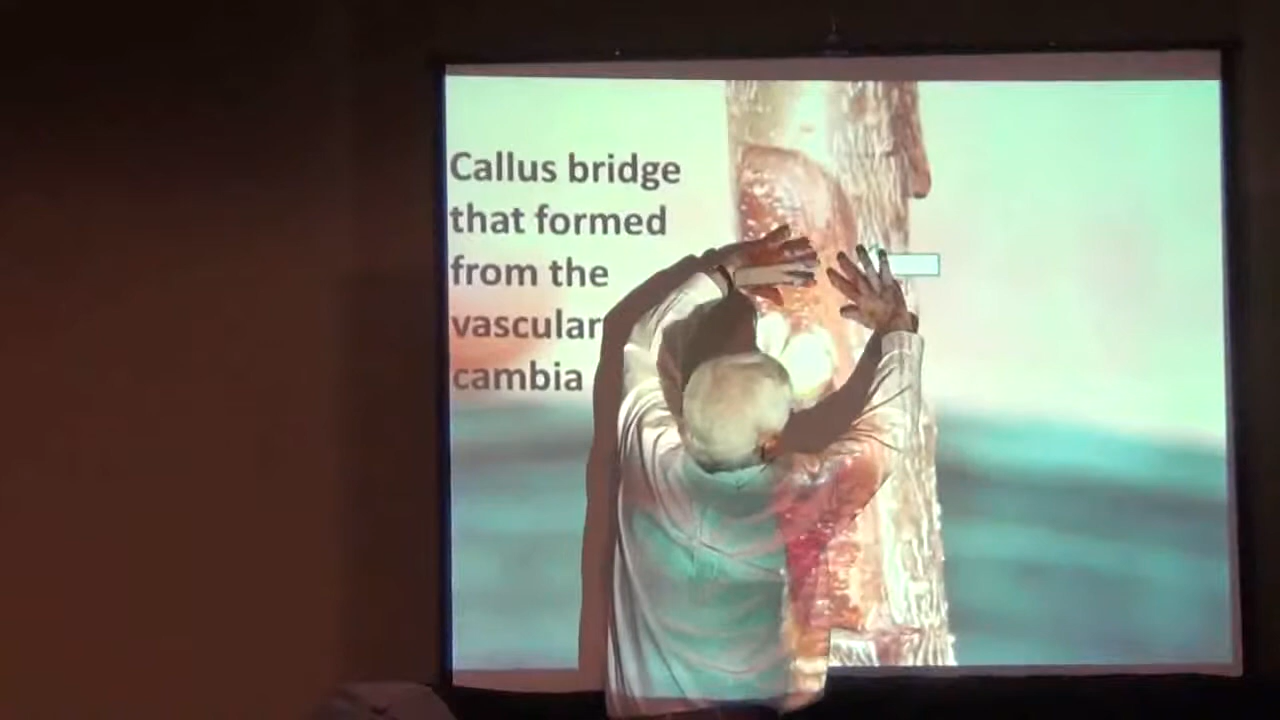 Callus bridge
that formed
from the
vascular
cambia